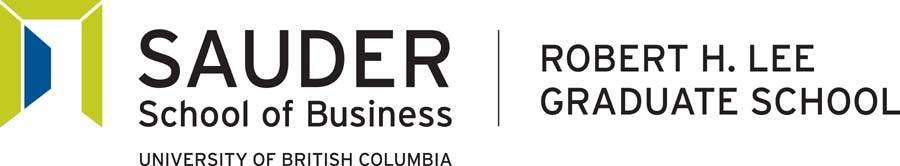 SAUDER
School of Business
UNIVERSITY OF BRITISH COLUMBIA
ROBERT H. LEE
GRADUATE SCHOOL